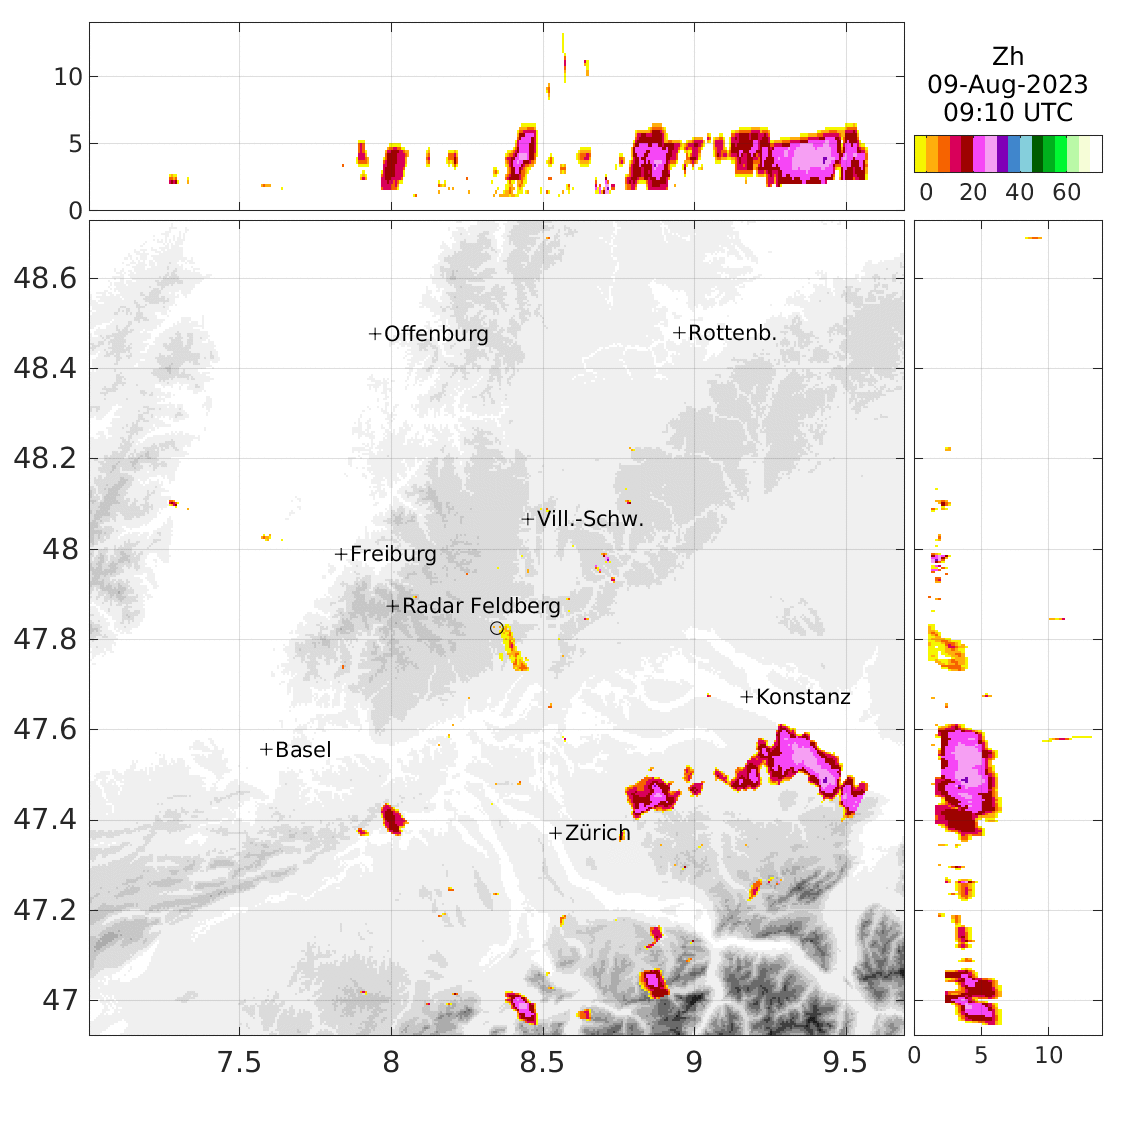 10
5
0
Zh
09-Aug-2023
09:10 UTC
0 20 40 60
48.6
48.4
48.2
48
47.8
47.6
47.4
47.2
47
+Offenburg
+Rottenb.
+Vill.-Schw.
+Freiburg
+Radar Feldberg
+Konstanz
+Basel
+Zürich
7.5 8 8.5 9 9.5
0 5 10